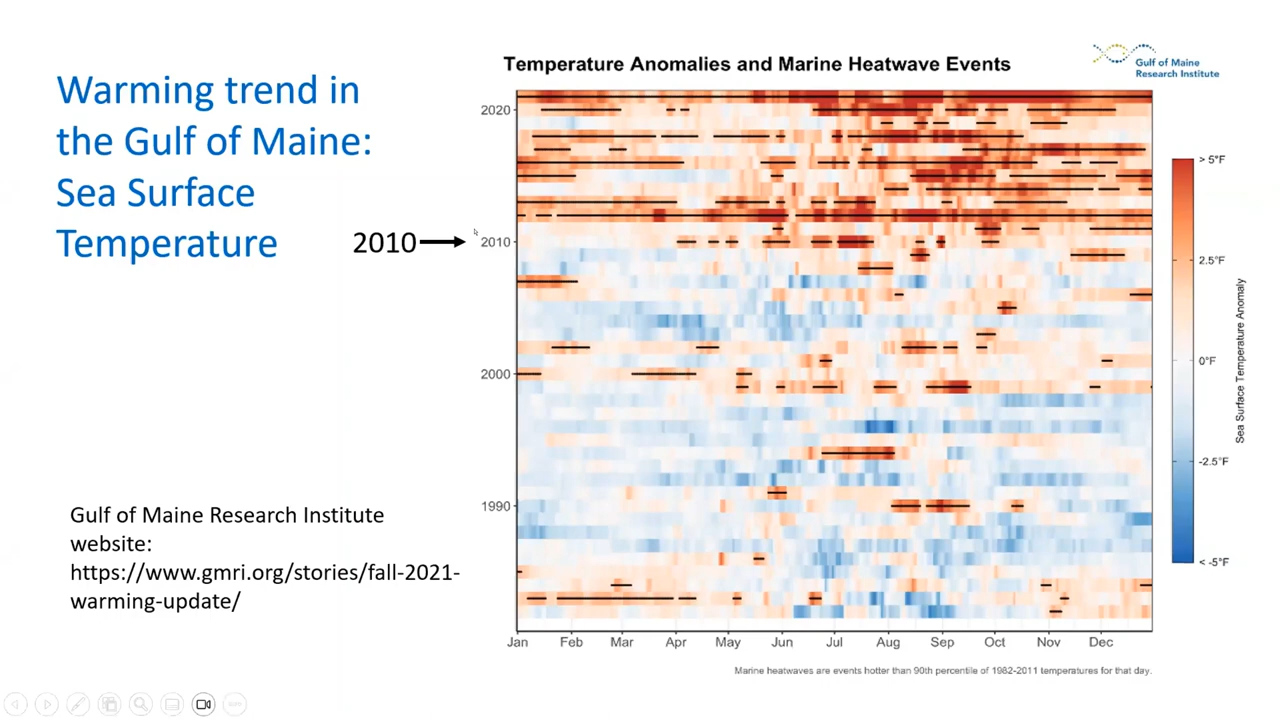 Warming trend in
the Gulf of Maine:
Sea Surface
Temperature
2010
Gulf of Maine Research Institute
website:
https://www.gmri.org/stories/fall-2021-
warming-update/
Temperature Anomalies and Marine Heatwave Events
Gulf of Maine
Research Institute
2020
2010
2000
1990
Jan Feb Mar Apr May Jun Jul Aug Sep Oct Nov Dec
> 5°F
2.5°F
0°F
-2.5°F
< -5°F
Sea Surface Temperature Anomaly
Marine heatwaves are events hotter than 90th percentile of 1982-2011 temperatures for that day.